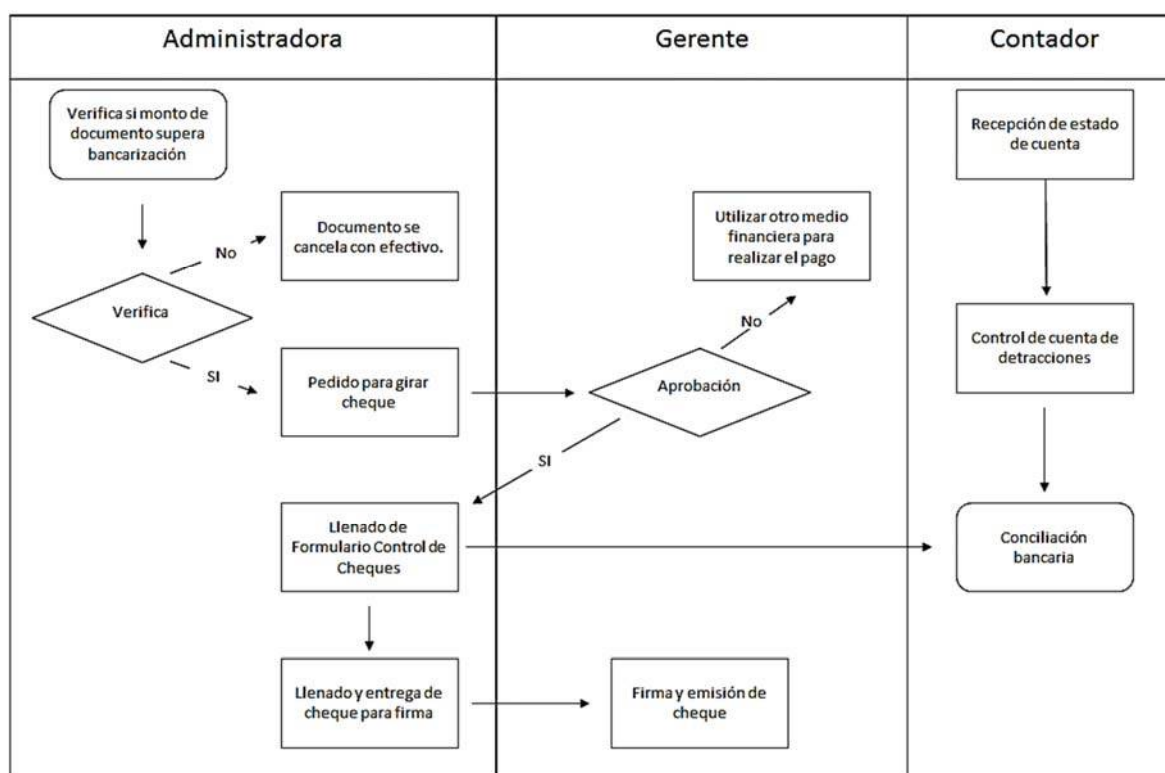 Administradora
Gerente
Contador
Verifica si monto de
documento supera
bancarización
Recepción de estado
de cuenta
Documento se
cancela con efectivo.
Utilizar otro medio
financiera para
realizar el pago
No
Verifica
SI
No
Control de cuenta de
detracciones
Pedido para girar
cheque
Aprobación
SI
Llenado de
Formulario Control de
Cheques
Conciliación
bancaria
Llenado y entrega de
cheque para firma
Firma y emisión de
cheque